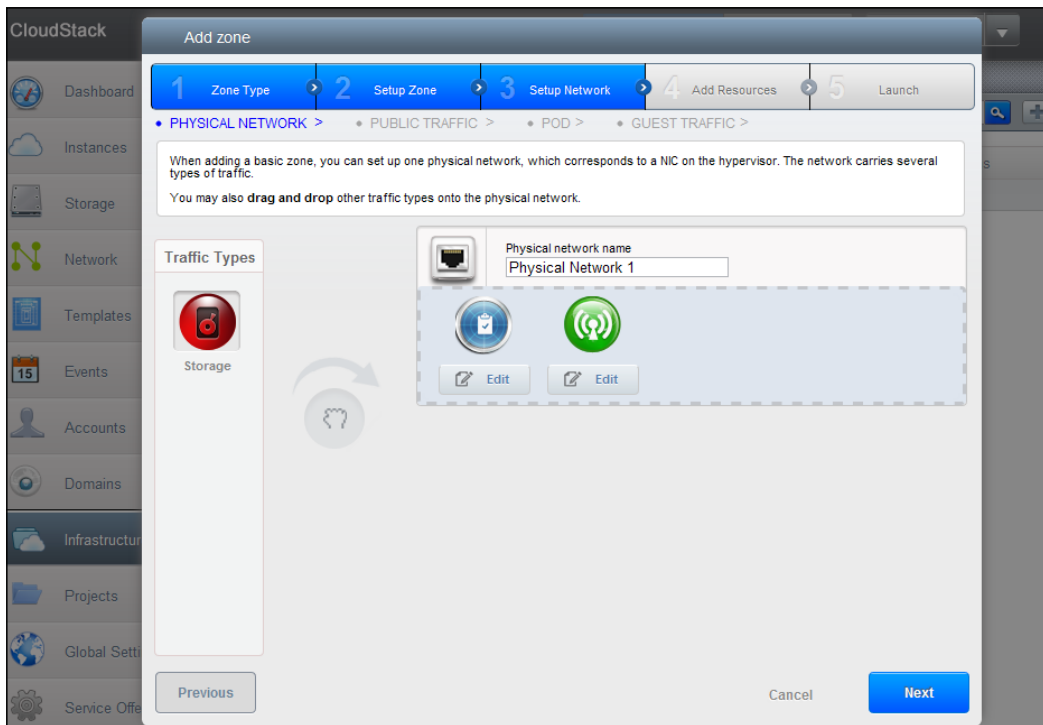 CloudStack
Add zone
1 Zone Type
2 Setup Zone
3 Setup Network
4 Add Resources
5 Launch
• PHYSICAL NETWORK > • PUBLIC TRAFFIC > • POD > • GUEST TRAFFIC >
When adding a basic zone, you can set up one physical network, which corresponds to a NIC on the hypervisor. The network carries several
types of traffic.
You may also drag and drop other traffic types onto the physical network.
Dashboard
Instances
Storage
Network
Templates
15 Events
Accounts
Domains
Infrastructur
Projects
Global Setti
Service Offe
Traffic Types
Storage
Physical network name
Physical Network 1
Edit
Edit
Previous
Cancel
Next
s